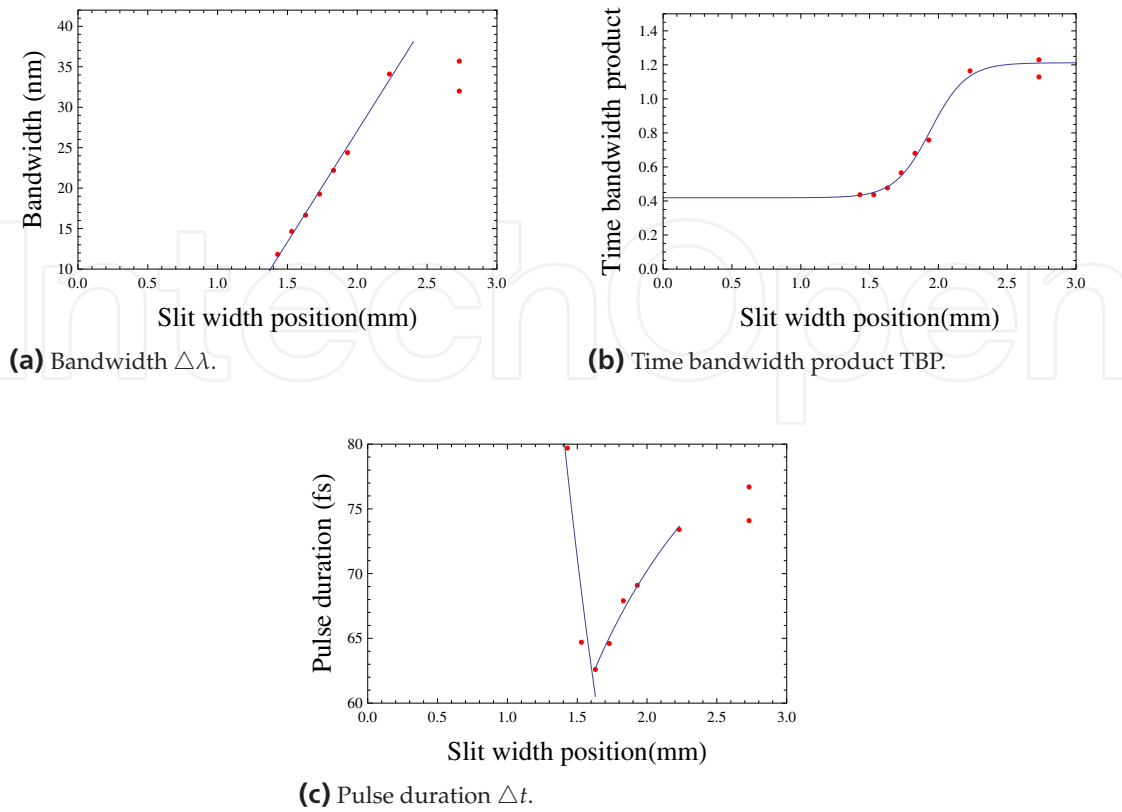 40
35
30
25
20
15
10
0.0 0.5 1.0 1.5 2.0 2.5 3.0
Bandwidth (nm)
Slit width position(mm)
(a) Bandwidth △λ.
1.4
1.2
1.0
0.8
0.6
0.4
0.2
0.0
0.0 0.5 1.0 1.5 2.0 2.5 3.0
Time bandwidth product
Slit width position(mm)
(b) Time bandwidth product TBP.
80
75
70
65
60
0.0 0.5 1.0 1.5 2.0 2.5 3.0
Pulse duration (fs)
Slit width position(mm)
(c) Pulse duration △t.
IntechOpen